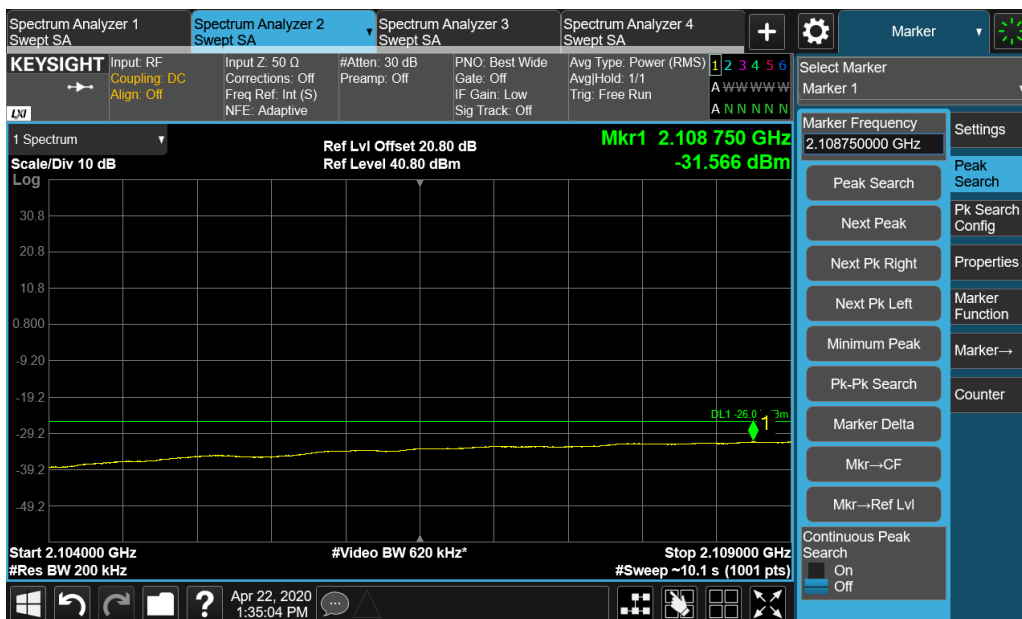 Spectrum Analyzer 1
Swept SA
Spectrum Analyzer 2
Swept SA
Spectrum Analyzer 3
Swept SA
Spectrum Analyzer 4
Swept SA
Marker
KEYSIGHT
LXI
Input: RF
Coupling: DC
Align: Off
Input Z: 50 Ω
Corrections: Off
Freq Ref: Int (S)
NFE: Adaptive
#Atten: 30 dB
Preamp: Off
PNO: Best Wide
Gate: Off
IF Gain: Low
Sig Track: Off
Avg Type: Power (RMS)
Avg|Hold: 1/1
Trig: Free Run
1 2 3 4 5 6
A W W W W W
A N N N N N
Select Marker
Marker 1
1 Spectrum
Scale/Div 10 dB
Log
Ref Lvl Offset 20.80 dB
Ref Level 40.80 dBm
Mkr1 2.108 750 GHz
-31.566 dBm
30.8
20.8
10.8
0.800
-9.20
-19.2
-29.2
-39.2
-49.2
DL1 -26.0
1
Start 2.104000 GHz
#Res BW 200 kHz
#Video BW 620 kHz*
Stop 2.109000 GHz
#Sweep ~10.1 s (1001 pts)
Marker Frequency
2.108750000 GHz
Peak Search
Next Peak
Next Pk Right
Next Pk Left
Minimum Peak
Pk-Pk Search
Marker Delta
Mkr→CF
Mkr→Ref Lvl
Continuous Peak
Search
On
Off
Settings
Peak
Search
Pk Search
Config
Properties
Marker
Function
Marker→
Counter
?
Apr 22, 2020
1:35:04 PM